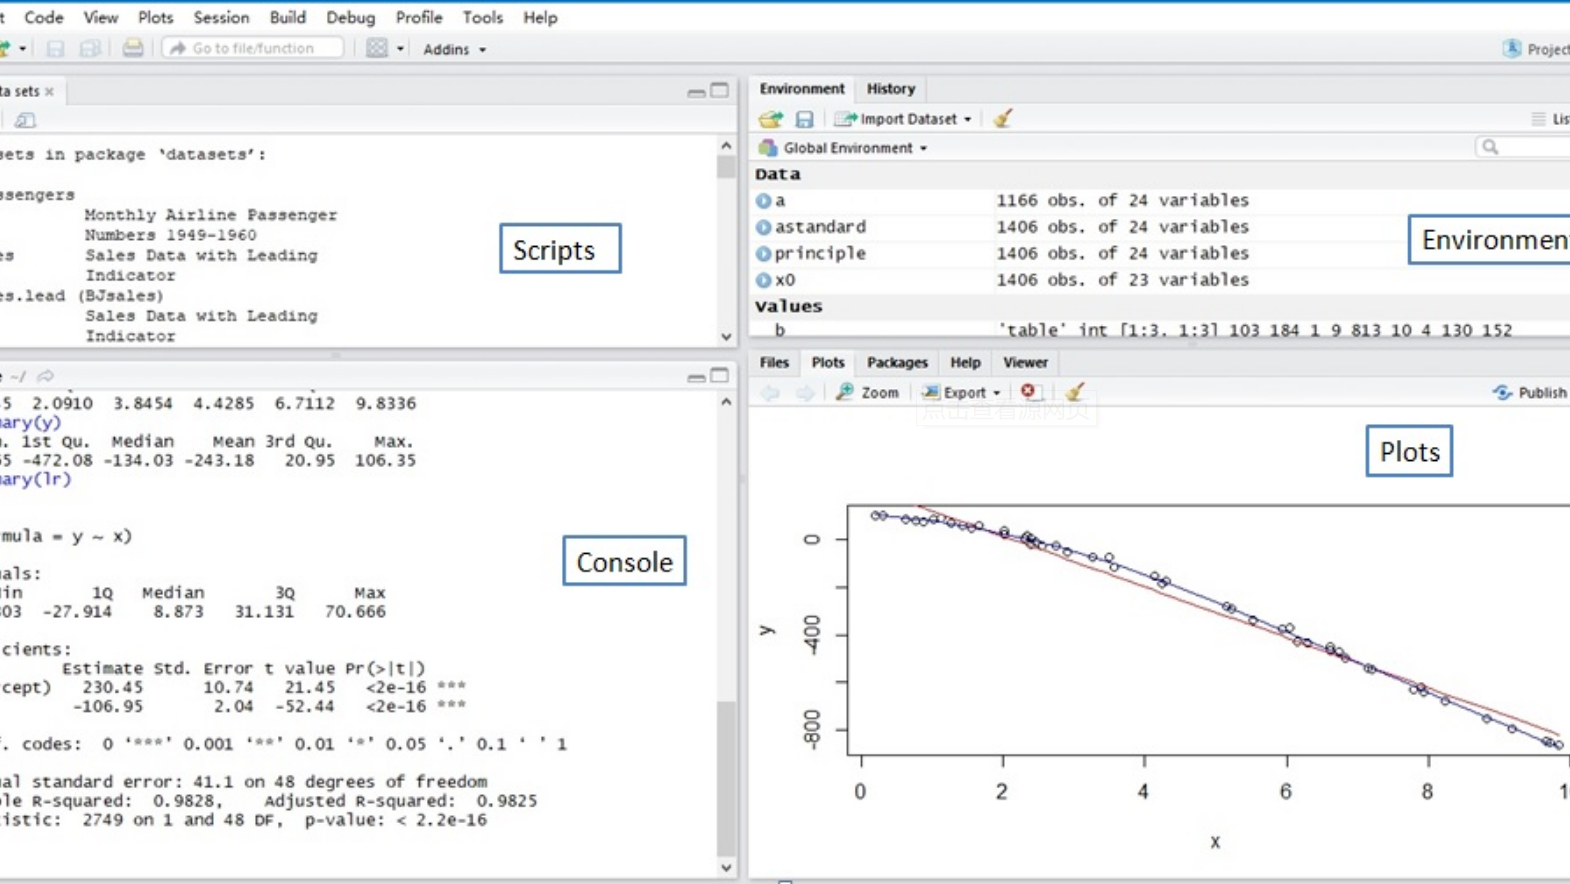 t Code View Plots Session Build Debug Profile Tools Help
Go to file/function Addins Project
ta sets
sets in package ‘datasets’:
ssengers
Monthly Airline Passenger
Numbers 1949-1960
es Sales Data with Leading
Indicator
es.lead (BJsales)
Sales Data with Leading
Indicator
Scripts
Environment History
Import Dataset Lis
Global Environment
Data
a 1166 obs. of 24 variables
astandard 1406 obs. of 24 variables
principle 1406 obs. of 24 variables
x0 1406 obs. of 23 variables
Values
b 'table' int [1:3, 1:3] 103 184 1 9 813 10 4 130 152
Environmen
e ~/
5 2.0910 3.8454 4.4285 6.7112 9.8336
ary(y)
. 1st Qu. Median Mean 3rd Qu. Max.
5 -472.08 -134.03 -243.18 20.95 106.35
ary(lr)
mula = y ~ x)
als:
in 1Q Median 3Q Max
03 -27.914 8.873 31.131 70.666
cients:
Estimate Std. Error t value Pr(>|t|)
cept) 230.45 10.74 21.45 <2e-16 ***
-106.95 2.04 -52.44 <2e-16 ***
. codes: 0 ‘***’ 0.001 ‘**’ 0.01 ‘*’ 0.05 ‘.’ 0.1 ‘ ’ 1
al standard error: 41.1 on 48 degrees of freedom
le R-squared: 0.9828, Adjusted R-squared: 0.9825
istic: 2749 on 1 and 48 DF, p-value: < 2.2e-16
Console
Files Plots Packages Help Viewer
Zoom Export Publish
点击查看源网页
Plots
0
-400
-800
y
0 2 4 6 8 1
x